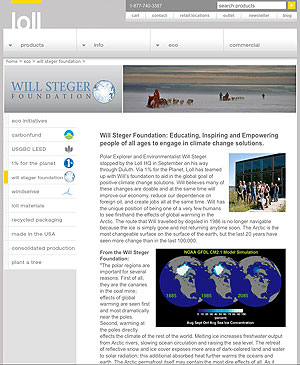 loll
1-877-740-3387
search products
cart contact retail locations outlet newsletter blog
products info eco commercial
home > eco > will steger foundation >
WILL STEGER
FOUNDATION
eco initiatives
carbonfund
USGBC LEED
1% for the planet
will steger foundation
windsense
loll materials
recycled packaging
made in the USA
consolidated production
plant a tree
Will Steger Foundation: Educating, Inspiring and Empowering
people of all ages to engage in climate change solutions.
Polar Explorer and Environmentalist Will Steger
stopped by the Loll HQ in September on his way
through Duluth. Via 1% for the Planet, Loll has teamed
up with Will's foundation to aid in the global goal of
positive climate change solutions. Will believes many of
these changes are doable and at the same time will
improve our economy, reduce our dependence on
foreign oil, and create jobs all at the same time. Will has
the unique position of being one of a very few humans
to see firsthand the effects of global warming in the
Arctic. The route that Will travelled by dogsled in 1986 is no longer navigable
because the ice is simply gone and not returning anytime soon. The Arctic is the
most changeable surface on the surface of the earth, but the last 20 years have
seen more change than in the last 100,000.
From the Will Steger
Foundation:
"The polar regions are
important for several
reasons. First of all,
they are the canaries
in the coal mine;
effects of global
warming are seen first
and most dramatically
near the poles.
Second, warming at
the poles directly
effects the climate of the rest of the world. Melting ice increases freshwater output
from Arctic rivers, slowing ocean circulation and raising the sea level. The retreat
of reflective snow and ice cover exposes more area of dark-colored land and water
to solar radiation; this additional absorbed heat further warms the oceans and
earth. The Arctic permafrost itself may contain the most dire effects of all. As it
NOAA GFDL CM2.1 Model Simulation
1885 1985 2085
Aug Sept Oct Avg Sea Ice Concentration